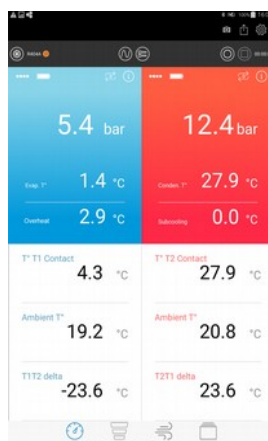 100%
R404A
5.4 bar
12.4 bar
Evap. T° 1.4 °C
Conden. T° 27.9 °C
Overheat 2.9 °C
Subcooling 0.0 °C
T° T1 Contact
4.3 °C
T° T2 Contact
27.9 °C
Ambient T°
19.2 °C
Ambient T°
20.8 °C
T1T2 delta
-23.6 °C
T2T1 delta
23.6 °C